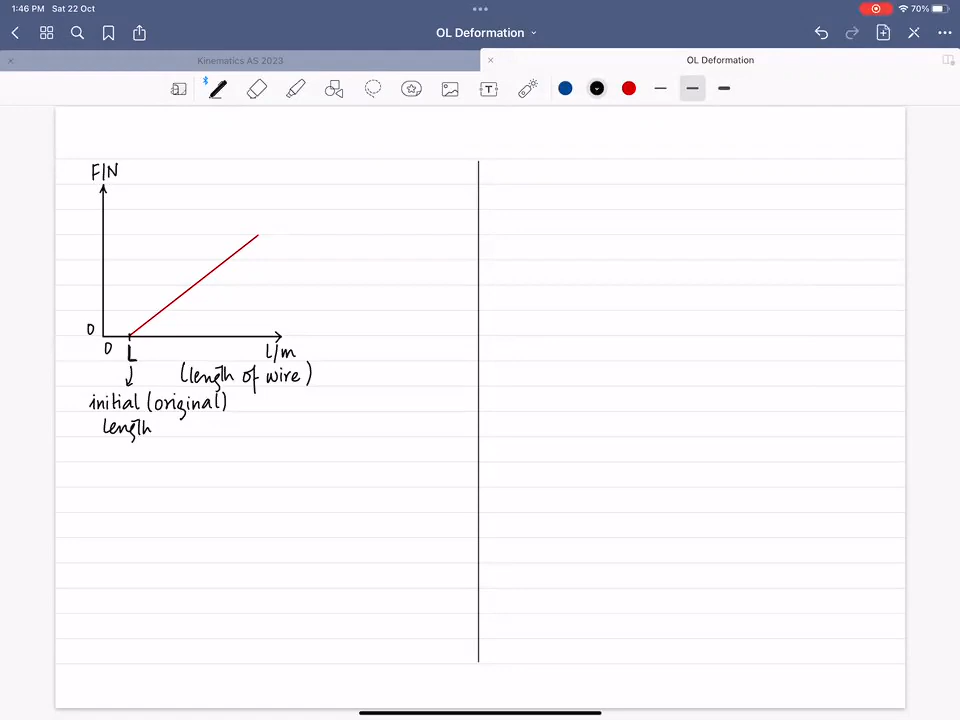 1:46 PM Sat 22 Oct
70%
OL Deformation
Kinematics AS 2023
OL Deformation
T
F/N
0
0
L
l/m
(length of wire)
initial (original)
length